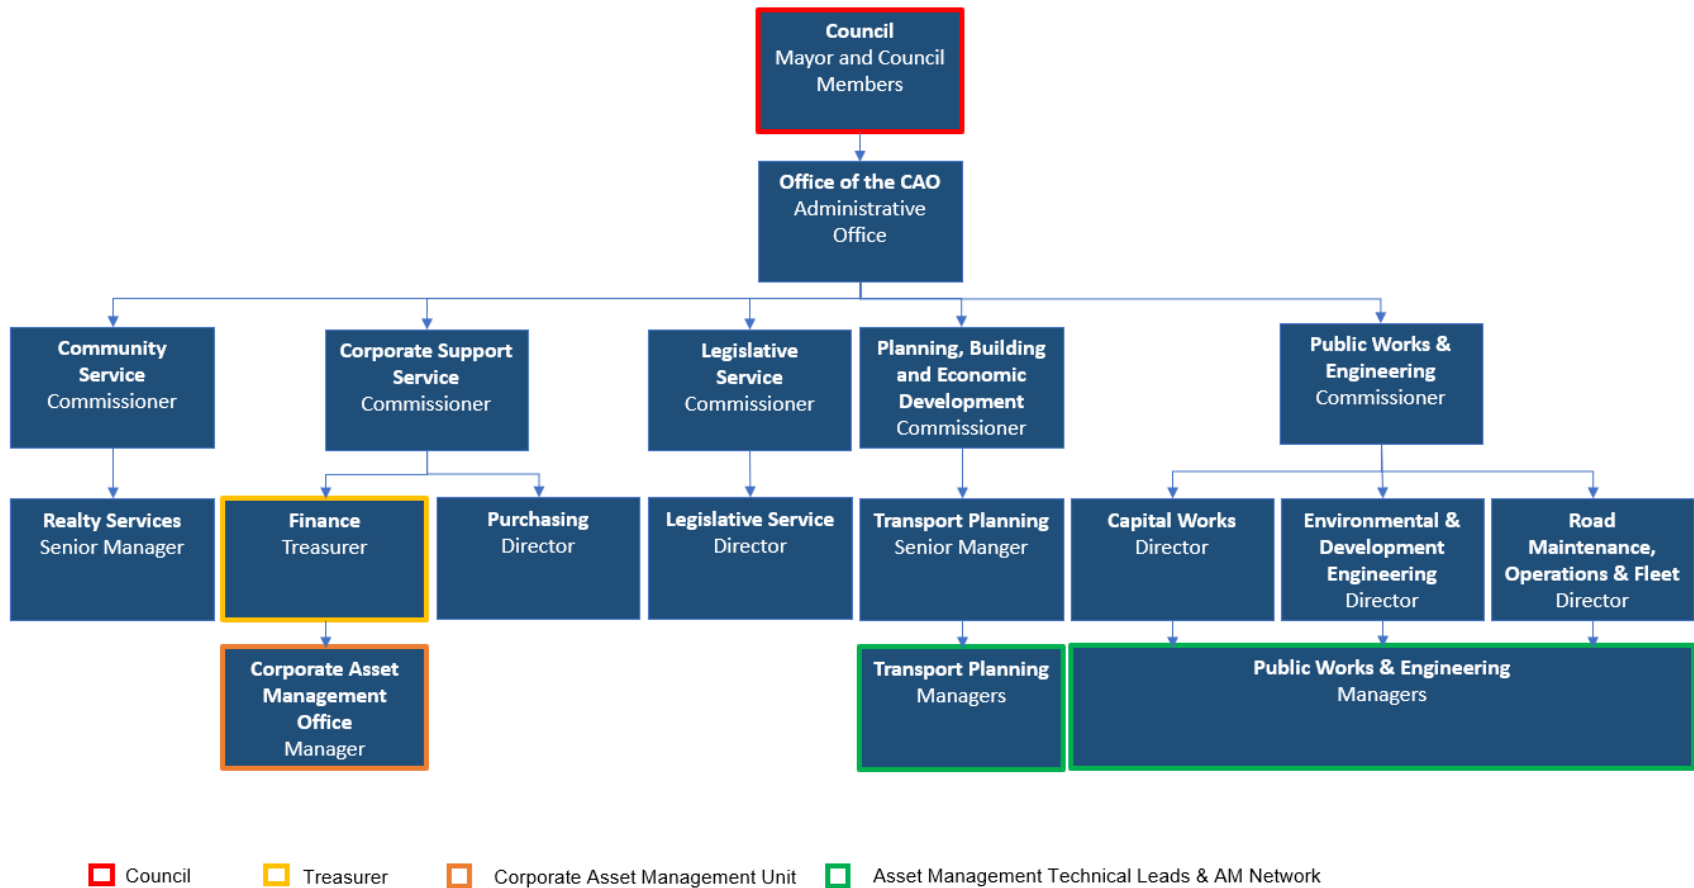 Council
Mayor and Council
Members
Office of the CAO
Administrative
Office
Community
Service
Commissioner
Corporate Support
Service
Commissioner
Legislative
Service
Commissioner
Planning, Building
and Economic
Development
Commissioner
Public Works &
Engineering
Commissioner
Realty Services
Senior Manager
Finance
Treasurer
Purchasing
Director
Legislative Service
Director
Transport Planning
Senior Manger
Capital Works
Director
Environmental &
Development
Engineering
Director
Road
Maintenance,
Operations & Fleet
Director
Corporate Asset
Management
Office
Manager
Transport Planning
Managers
Public Works & Engineering
Managers
Council
Treasurer
Corporate Asset Management Unit
Asset Management Technical Leads & AM Network